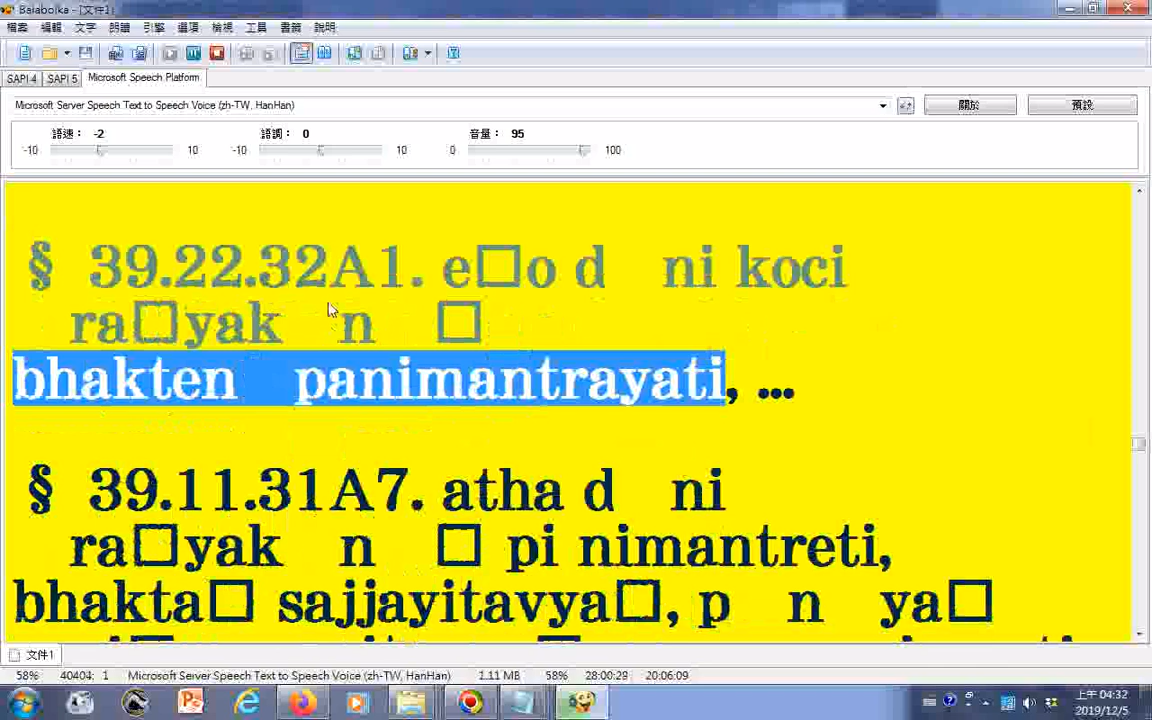 Balabolka - [文件1]
檔案 編輯 文字 朗讀 引擎 選項 檢視 工具 書籤 說明
SAPI 4 SAPI 5 Microsoft Speech Platform
Microsoft Server Speech Text to Speech Voice (zh-TW, HanHan) 關於 預設
語速： -2 語調： 0 音量： 95
-10 10 -10 10 0 100
§ 39.22.32A1. e□o d ni koci
ra□yak n □
bhakten panimantrayati, ...
§ 39.11.31A7. atha d ni
ra□yak n □ pi nimantreti,
bhakta□ sajjayitavya□, p n ya□
文件1
58% 40404: 1 Microsoft Server Speech Text to Speech Voice (zh-TW, HanHan) 1.11 MB 58% 28:00:29 20:06:09
上午 04:32
2019/12/5